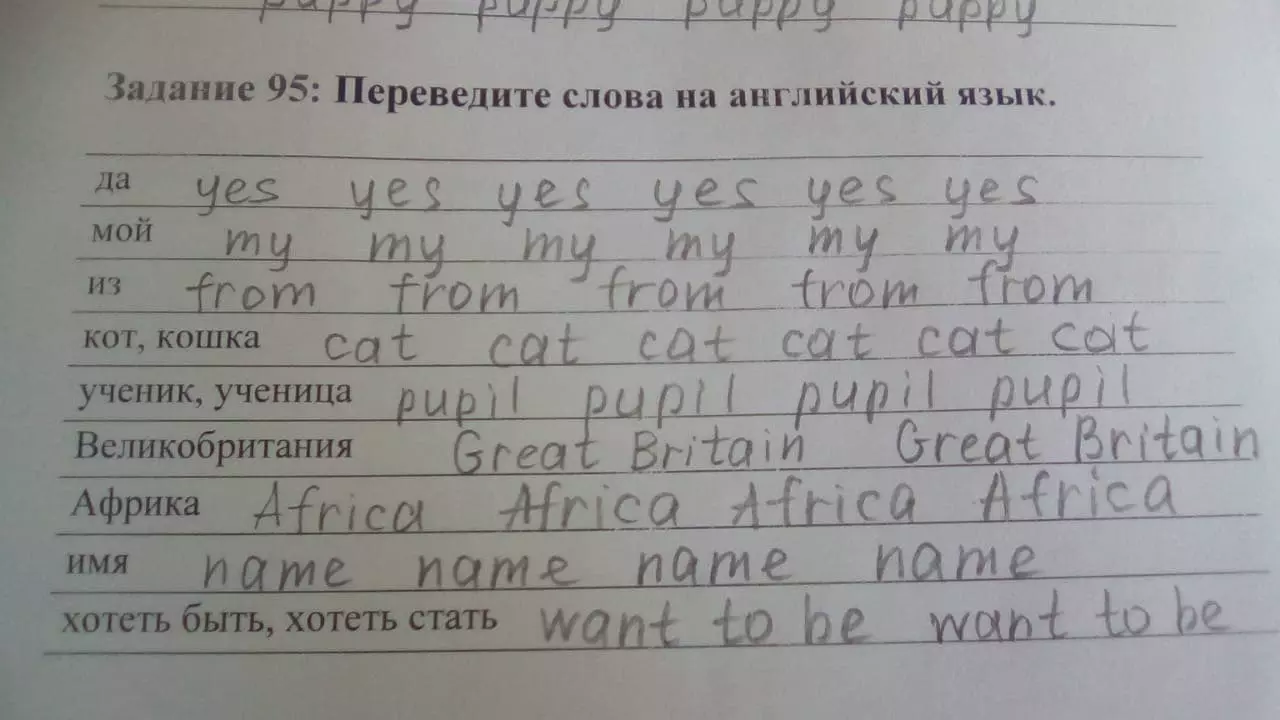 puppy puppy puppy puppy
Задание 95: Переведите слова на английский язык.
да yes yes yes yes yes yes
мой my my my my my my
из from from from from from
кот, кошка cat cat cat cat cat cat
ученик, ученица pupil pupil pupil pupil
Великобритания Great Britain Great Britain
Африка Africa Africa Africa Africa
имя name name name name
хотеть быть, хотеть стать want to be want to be